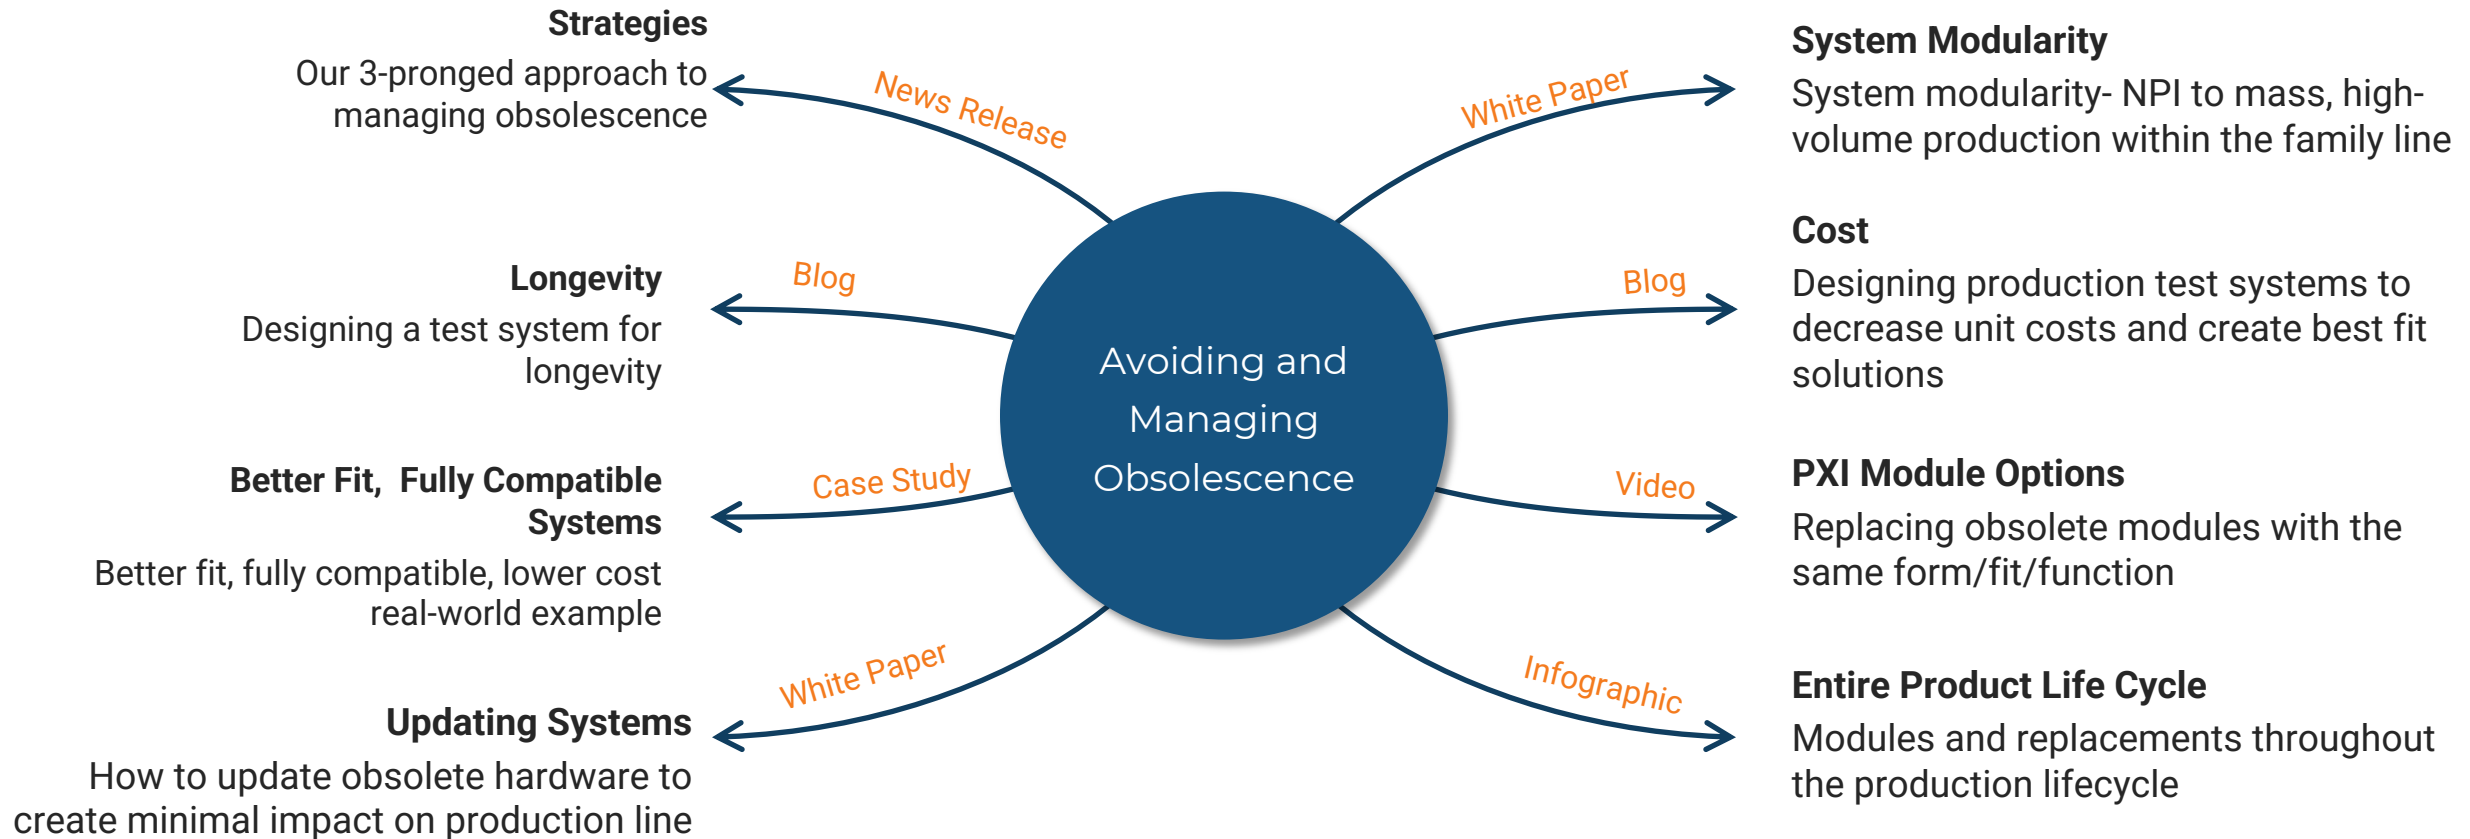 Strategies
Our 3-pronged approach to
managing obsolescence
News Release
Longevity
Designing a test system for
longevity
Blog
Better Fit,  Fully Compatible
Systems
Better fit, fully compatible, lower cost
real-world example
Case Study
Updating Systems
How to update obsolete hardware to
create minimal impact on production line
White Paper
Avoiding and
Managing
Obsolescence
White Paper
System Modularity
System modularity- NPI to mass, high-
volume production within the family line
Blog
Cost
Designing production test systems to
decrease unit costs and create best fit
solutions
Video
PXI Module Options
Replacing obsolete modules with the
same form/fit/function
Infographic
Entire Product Life Cycle
Modules and replacements throughout
the production lifecycle